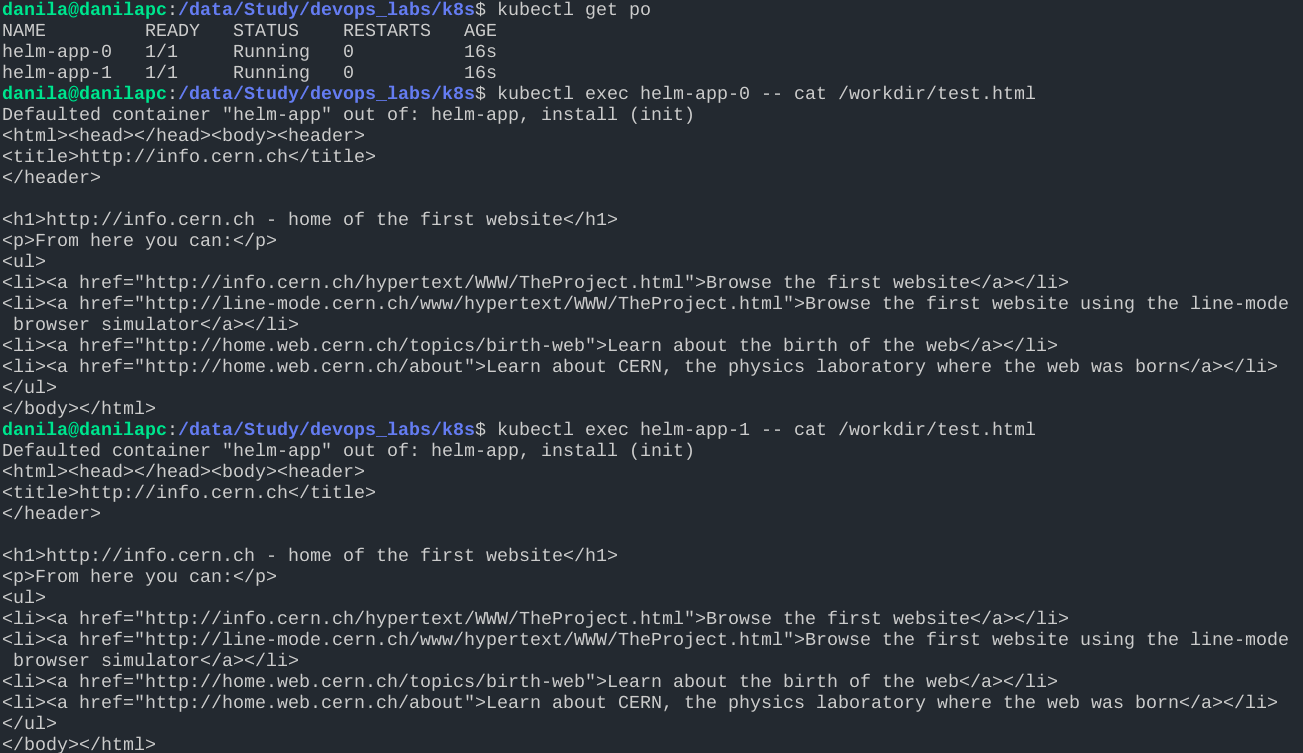 danila@danilapc:/data/Study/devops_labs/k8s$ kubectl get po
NAME         READY   STATUS    RESTARTS   AGE
helm-app-0   1/1     Running   0          16s
helm-app-1   1/1     Running   0          16s
danila@danilapc:/data/Study/devops_labs/k8s$ kubectl exec helm-app-0 -- cat /workdir/test.html
Defaulted container "helm-app" out of: helm-app, install (init)
<html><head></head><body><header>
<title>http://info.cern.ch</title>
</header>

<h1>http://info.cern.ch - home of the first website</h1>
<p>From here you can:</p>
<ul>
<li><a href="http://info.cern.ch/hypertext/WWW/TheProject.html">Browse the first website</a></li>
<li><a href="http://line-mode.cern.ch/www/hypertext/WWW/TheProject.html">Browse the first website using the line-mode
 browser simulator</a></li>
<li><a href="http://home.web.cern.ch/topics/birth-web">Learn about the birth of the web</a></li>
<li><a href="http://home.web.cern.ch/about">Learn about CERN, the physics laboratory where the web was born</a></li>
</ul>
</body></html>
danila@danilapc:/data/Study/devops_labs/k8s$ kubectl exec helm-app-1 -- cat /workdir/test.html
Defaulted container "helm-app" out of: helm-app, install (init)
<html><head></head><body><header>
<title>http://info.cern.ch</title>
</header>

<h1>http://info.cern.ch - home of the first website</h1>
<p>From here you can:</p>
<ul>
<li><a href="http://info.cern.ch/hypertext/WWW/TheProject.html">Browse the first website</a></li>
<li><a href="http://line-mode.cern.ch/www/hypertext/WWW/TheProject.html">Browse the first website using the line-mode
 browser simulator</a></li>
<li><a href="http://home.web.cern.ch/topics/birth-web">Learn about the birth of the web</a></li>
<li><a href="http://home.web.cern.ch/about">Learn about CERN, the physics laboratory where the web was born</a></li>
</ul>
</body></html>